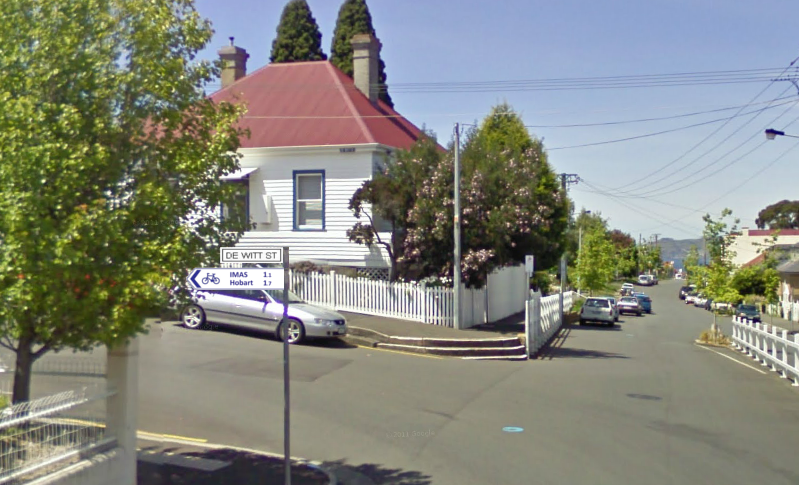 DE WITT ST
IMAS 1.1
Hobart 1.7